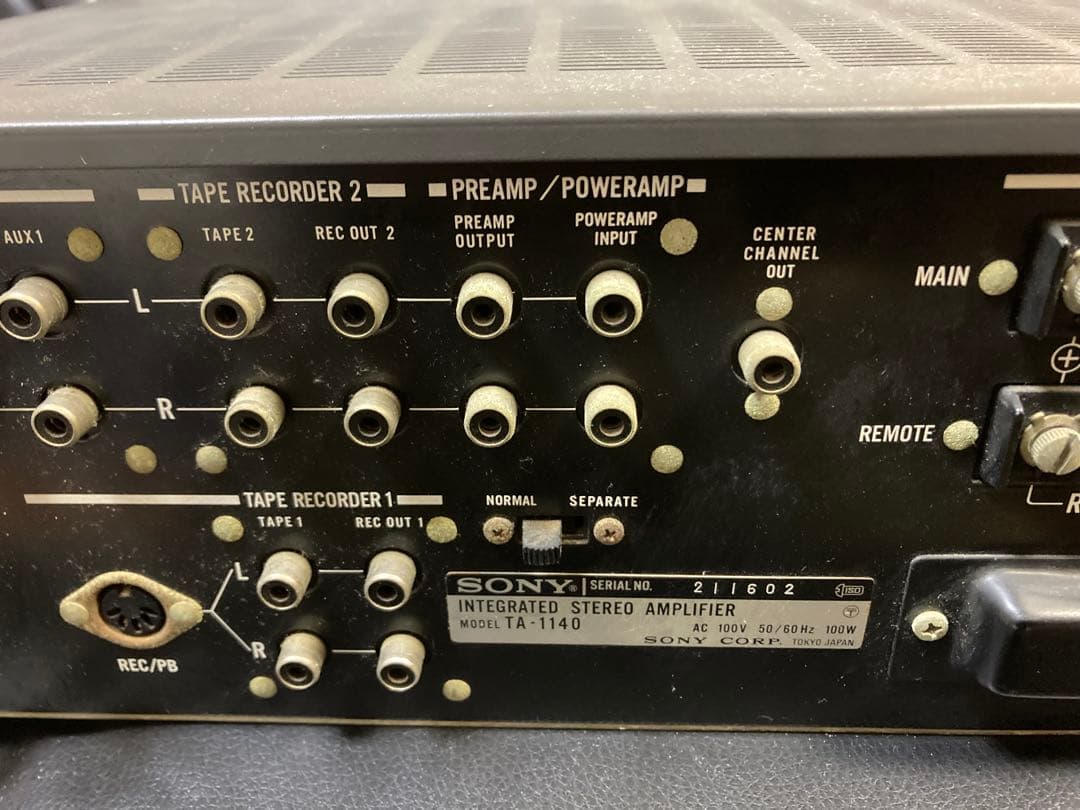 TAPE RECORDER 2
PREAMP/POWERAMP
AUX 1
TAPE 2
REC OUT 2
PREAMP
OUTPUT
POWERAMP
INPUT
CENTER
CHANNEL
OUT
MAIN
L
R
REMOTE
R
TAPE RECORDER 1
TAPE 1
REC OUT 1
NORMAL
SEPARATE
L
R
REC/PB
SONY® SERIAL NO. 211602
INTEGRATED STEREO AMPLIFIER
MODEL TA-1140 AC 100V 50/60Hz 100W
SONY CORP. TOKYO JAPAN